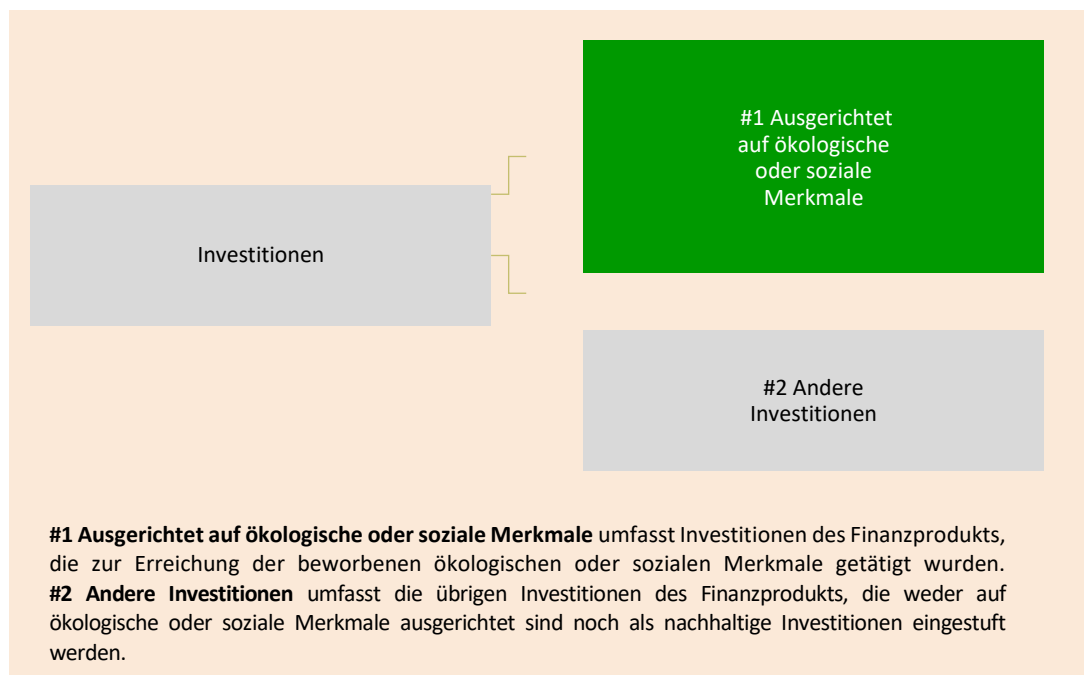 #1 Ausgerichtet
auf ökologische
oder soziale
Merkmale
Investitionen
#2 Andere
Investitionen
#1 Ausgerichtet auf ökologische oder soziale Merkmale umfasst Investitionen des Finanzprodukts,
die zur Erreichung der beworbenen ökologischen oder sozialen Merkmale getätigt wurden.
#2 Andere Investitionen umfasst die übrigen Investitionen des Finanzprodukts, die weder auf
ökologische oder soziale Merkmale ausgerichtet sind noch als nachhaltige Investitionen eingestuft
werden.